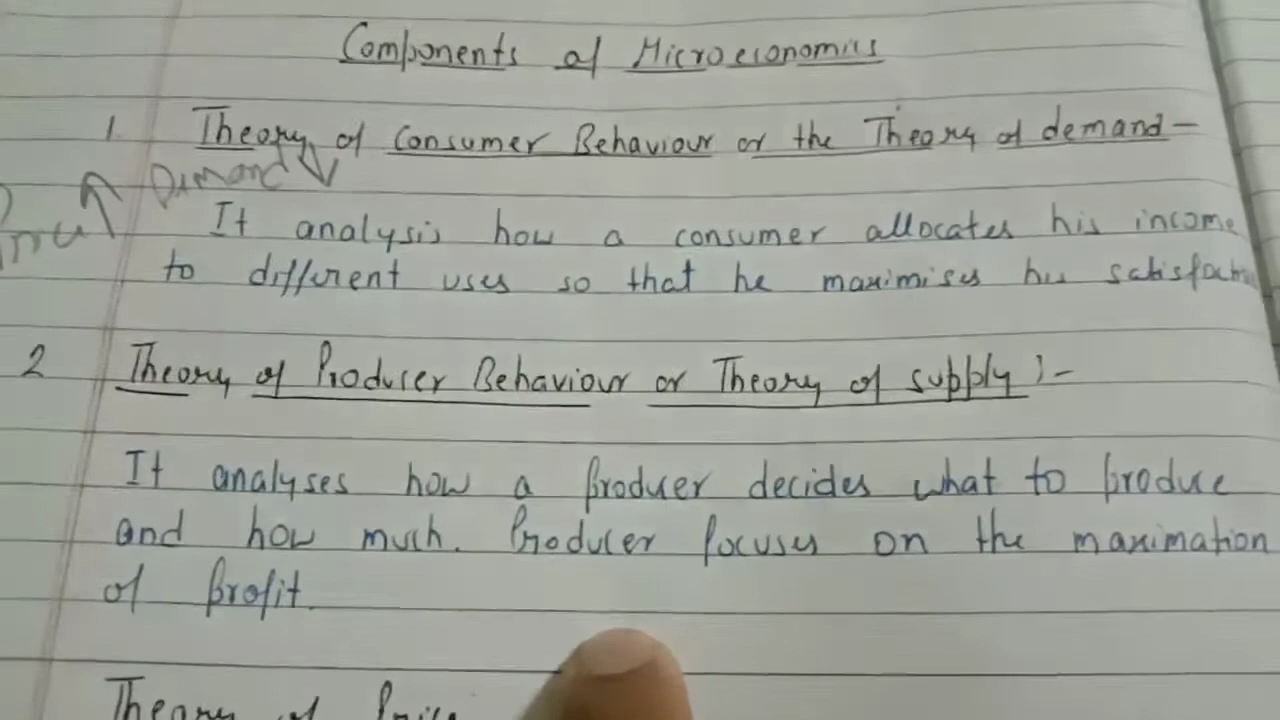 Components of Microeconomics
1. Theory of Consumer Behaviour or the Theory of demand -
Demand ↓
Price ↑
It analysis how a consumer allocates his income
to different uses so that he maximises his satisfacti
2 Theory of Producer Behaviour or Theory of supply :-
It analyses how a producer decides what to produce
and how much. Producer focuses on the maximation
of profit.
Theory of Price